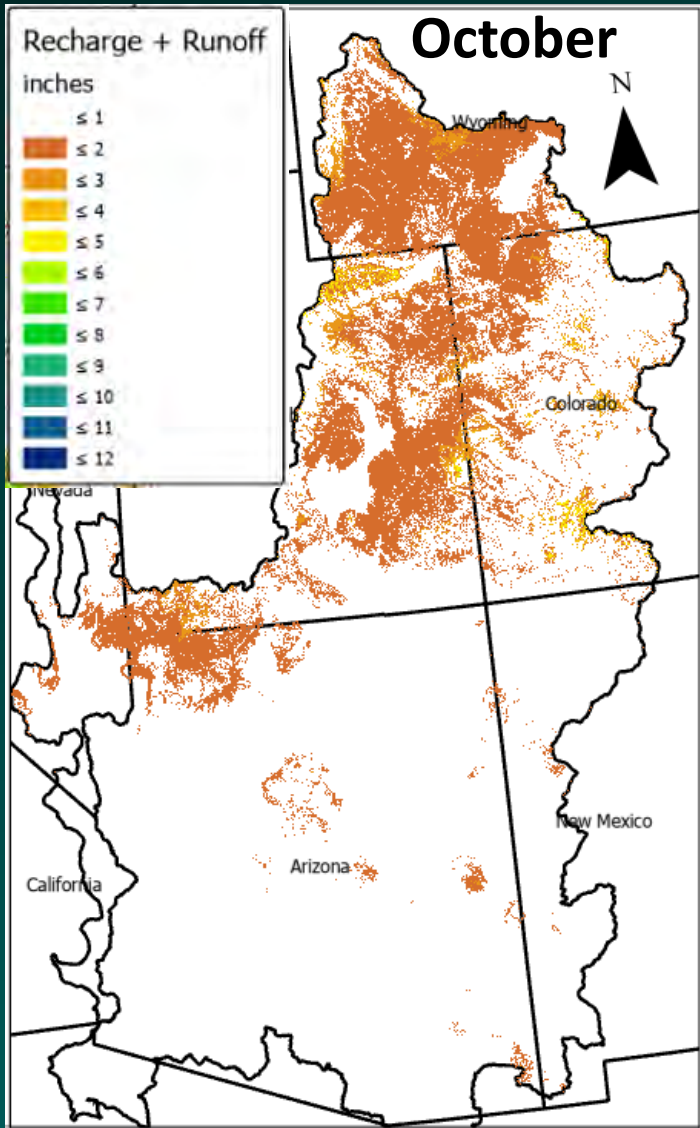 Recharge + Runoff
inches
≤ 1
≤ 2
≤ 3
≤ 4
≤ 5
≤ 6
≤ 7
≤ 8
≤ 9
≤ 10
≤ 11
≤ 12
October
N
Wyoming
Colorado
Nevada
New Mexico
Arizona
California